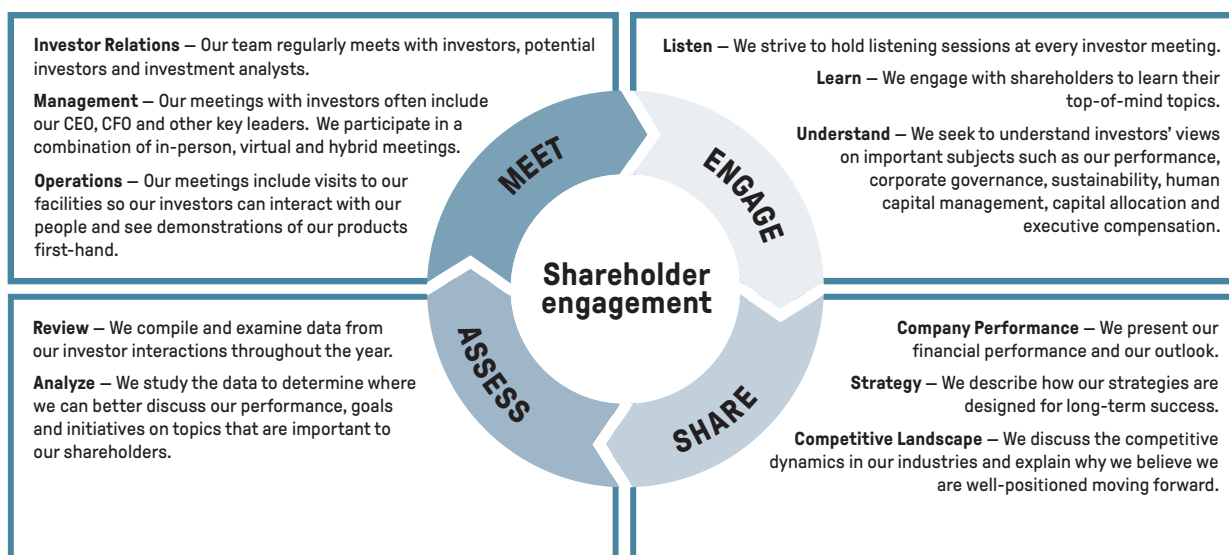 Investor Relations – Our team regularly meets with investors, potential
investors and investment analysts.
Management – Our meetings with investors often include
our CEO, CFO and other key leaders. We participate in a
combination of in-person, virtual and hybrid meetings.
Operations – Our meetings include visits to our
facilities so our investors can interact with our
people and see demonstrations of our products
first-hand.
Listen – We strive to hold listening sessions at every investor meeting.
Learn – We engage with shareholders to learn their
top-of-mind topics.
Understand – We seek to understand investors’ views
on important subjects such as our performance,
corporate governance, sustainability, human
capital management, capital allocation and
executive compensation.
MEET
ENGAGE
Shareholder
engagement
ASSESS
SHARE
Review – We compile and examine data from
our investor interactions throughout the year.
Analyze – We study the data to determine where
we can better discuss our performance, goals
and initiatives on topics that are important to
our shareholders.
Company Performance – We present our
financial performance and our outlook.
Strategy – We describe how our strategies are
designed for long-term success.
Competitive Landscape – We discuss the competitive
dynamics in our industries and explain why we believe we
are well-positioned moving forward.